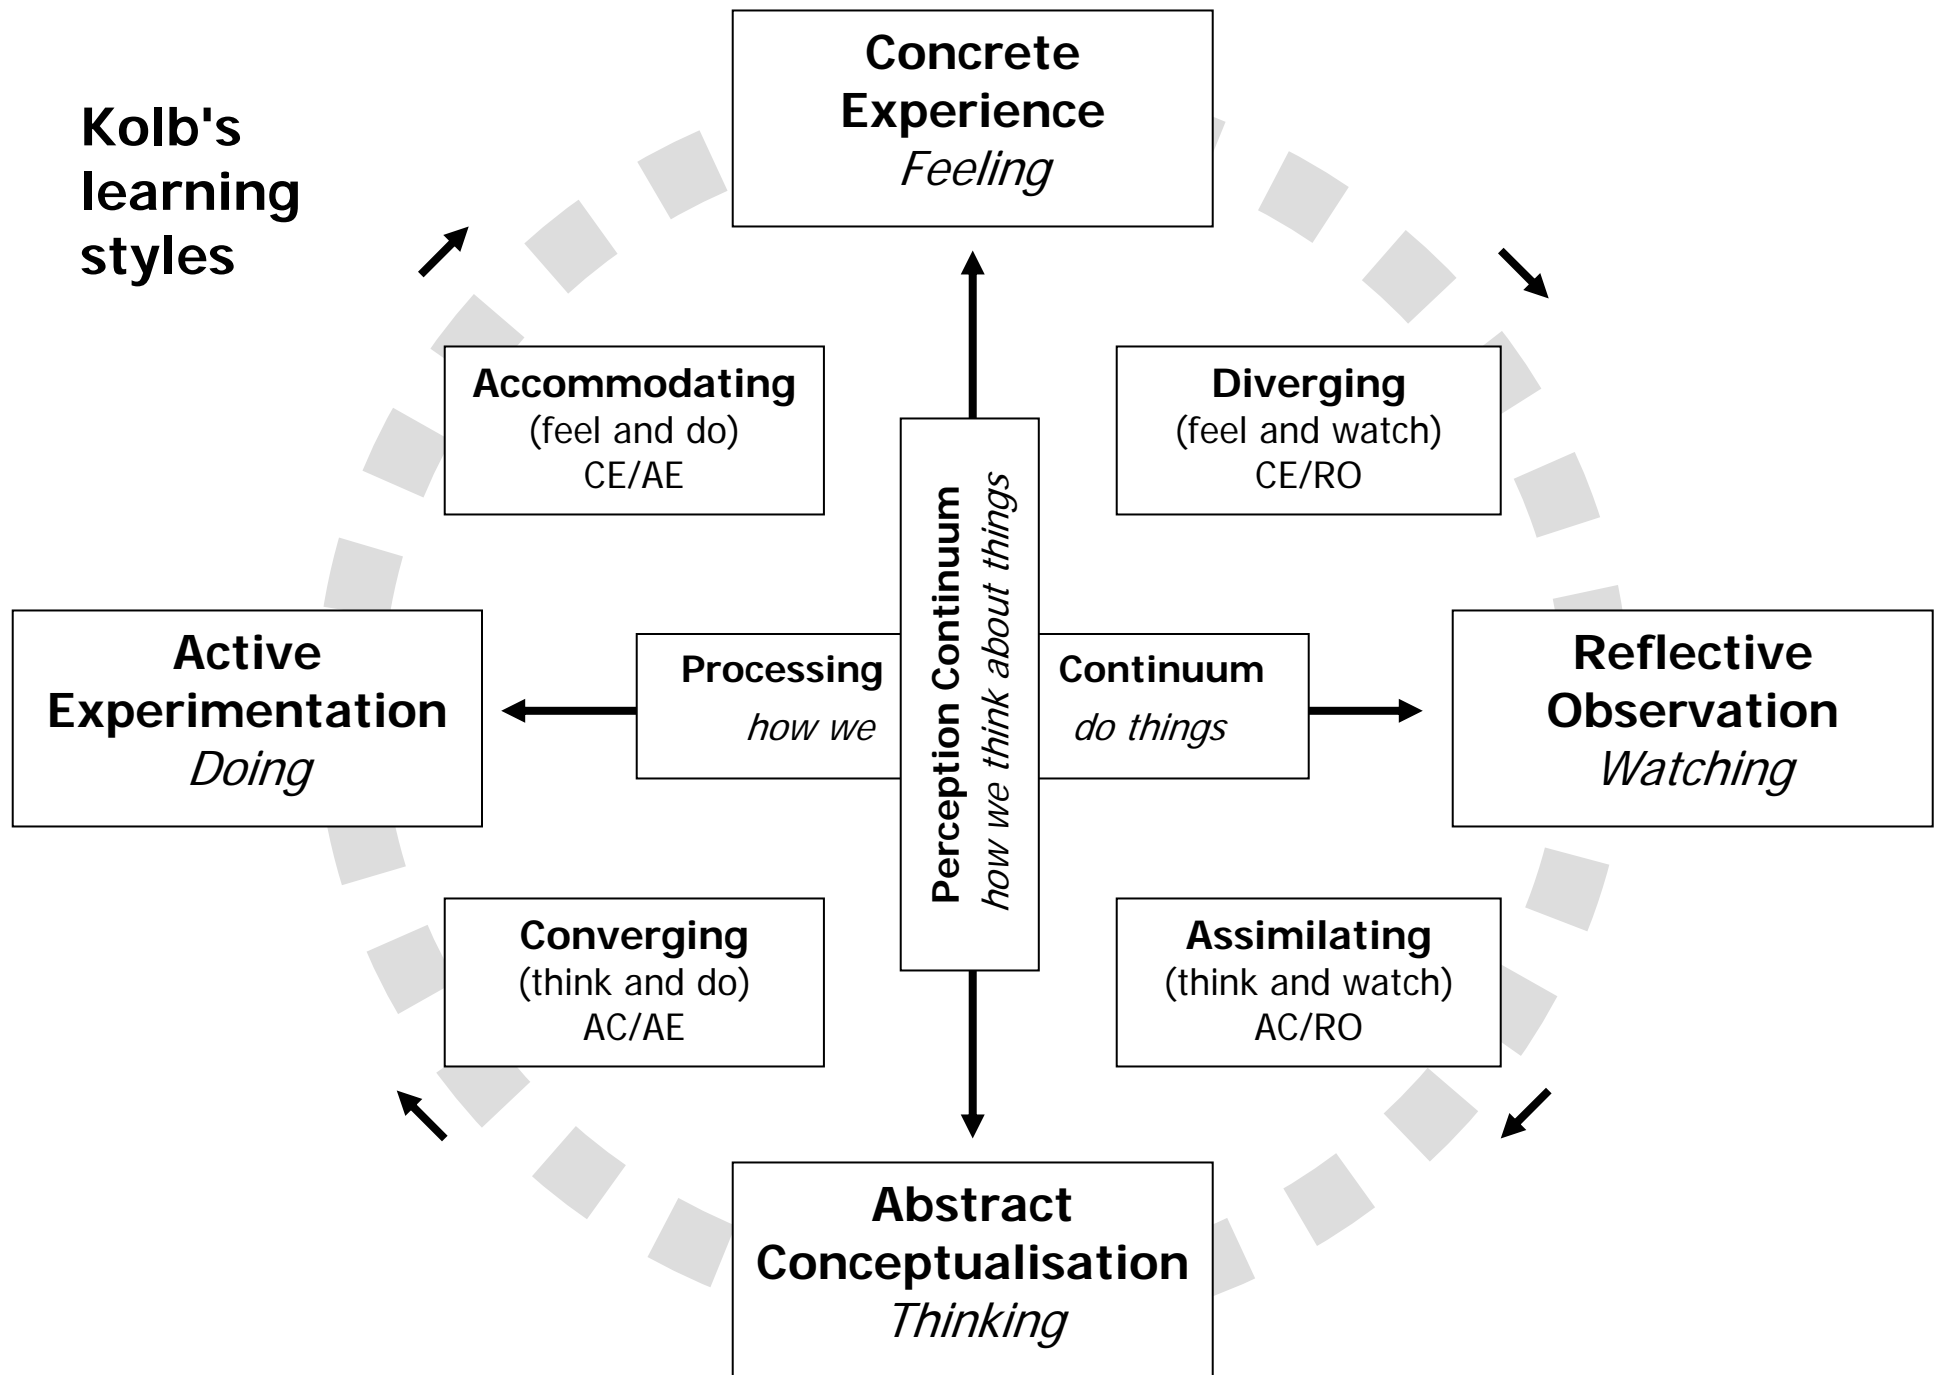 Kolb's
learning
styles
Concrete
Experience
Feeling
Accommodating
(feel and do)
CE/AE
Diverging
(feel and watch)
CE/RO
Active
Experimentation
Doing
Processing
how we
Perception Continuum
how we think about things
Continuum
do things
Reflective
Observation
Watching
Converging
(think and do)
AC/AE
Assimilating
(think and watch)
AC/RO
Abstract
Conceptualisation
Thinking